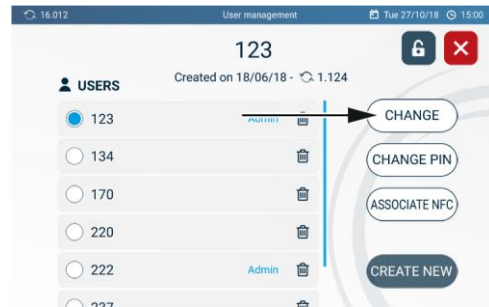 16.012 User management Tue 27/10/18 15:00
123
Created on 18/06/18 - 1.124
USERS
123 Admin
CHANGE
134
CHANGE PIN
170
ASSOCIATE NFC
220
222 Admin
CREATE NEW
237